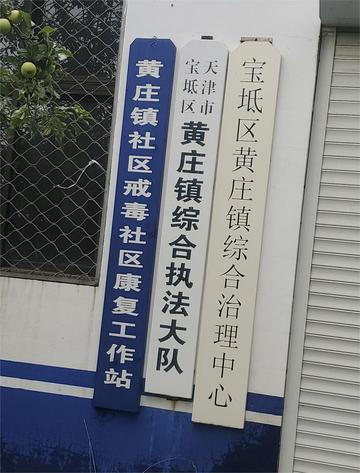 黄庄镇社区戒毒社区康复工作站
天津市
宝坻区
黄庄镇综合执法大队
宝坻区黄庄镇综合治理中心